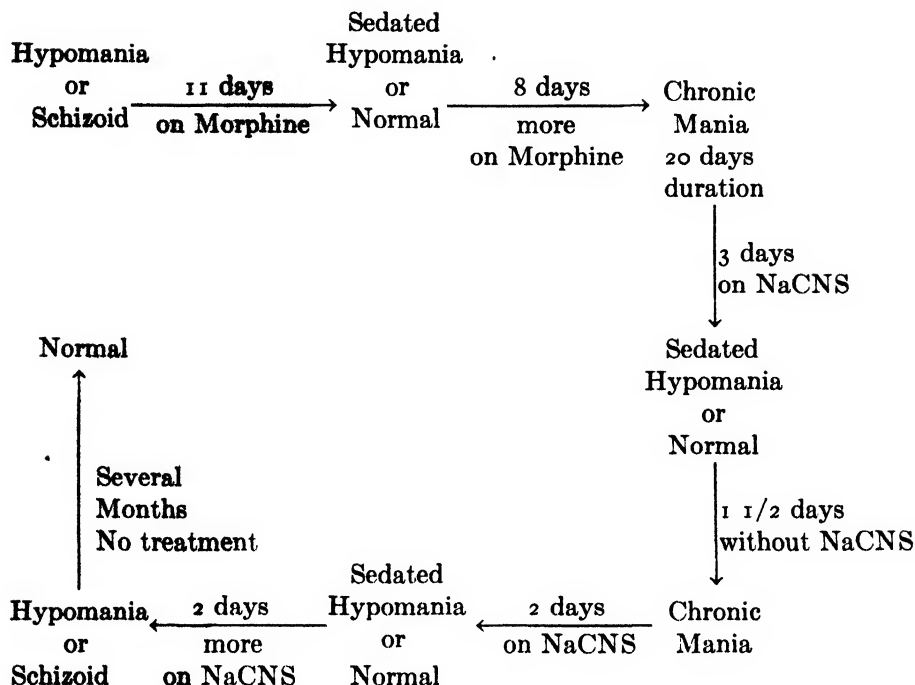 Hypomania
or
Schizoid
11 days
on Morphine
Sedated
Hypomania
or
Normal
8 days
more
on Morphine
Chronic
Mania
20 days
duration
3 days
on NaCNS
Sedated
Hypomania
or
Normal
1 1/2 days
without NaCNS
Chronic
Mania
2 days
on NaCNS
Sedated
Hypomania
or
Normal
2 days
more
on NaCNS
Hypomania
or
Schizoid
Several
Months
No treatment
Normal